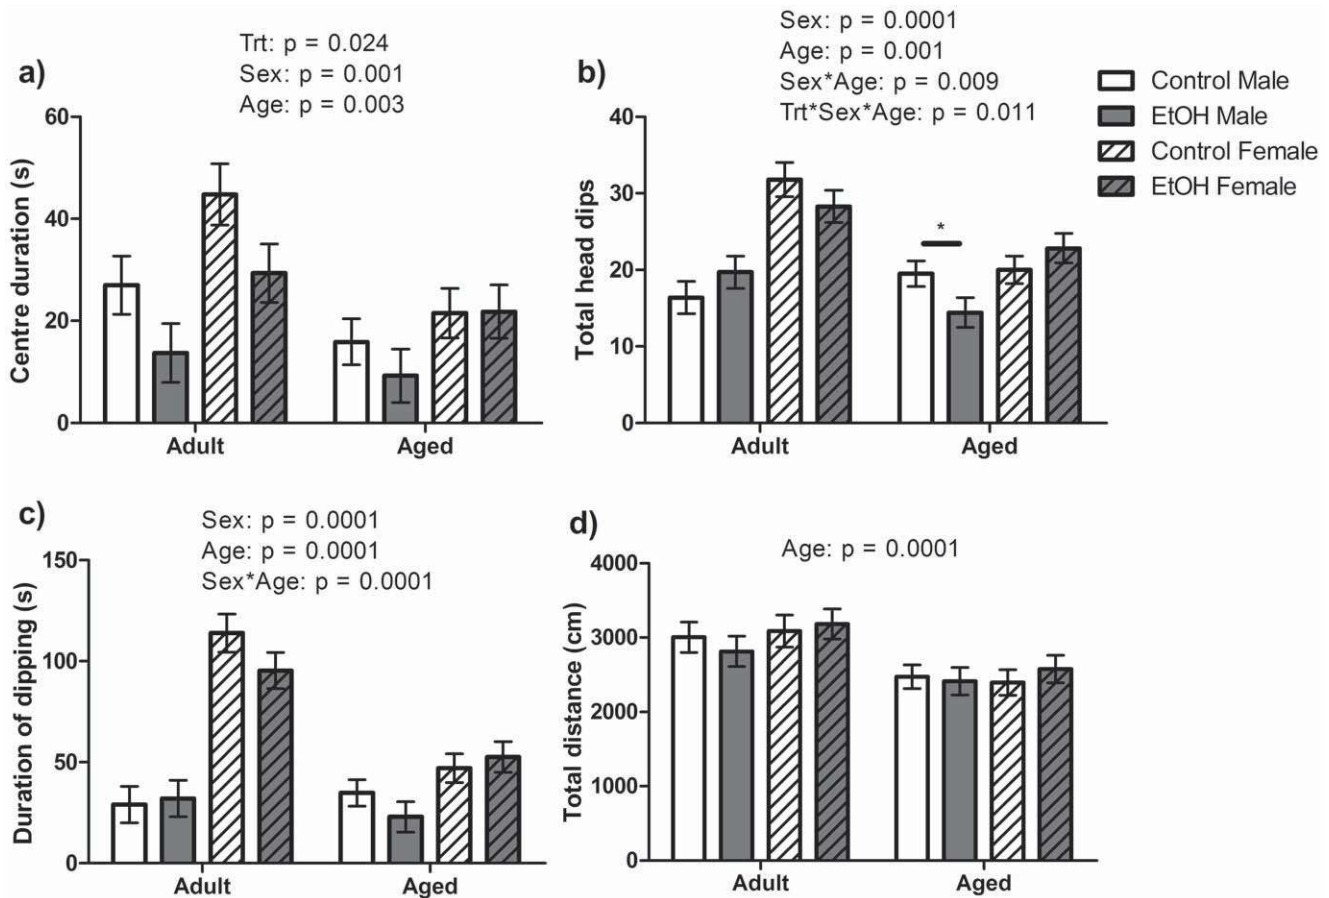 a)
Trt: p = 0.024
Sex: p = 0.001
Age: p = 0.003
Centre duration (s)
60
40
20
0
Adult
Aged
b)
Sex: p = 0.0001
Age: p = 0.001
Sex*Age: p = 0.009
Trt*Sex*Age: p = 0.011
Total head dips
40
30
20
10
0
*
Adult
Aged
Control Male
EtOH Male
Control Female
EtOH Female
c)
Sex: p = 0.0001
Age: p = 0.0001
Sex*Age: p = 0.0001
Duration of dipping (s)
150
100
50
0
Adult
Aged
d)
Age: p = 0.0001
Total distance (cm)
4000
3000
2000
1000
0
Adult
Aged